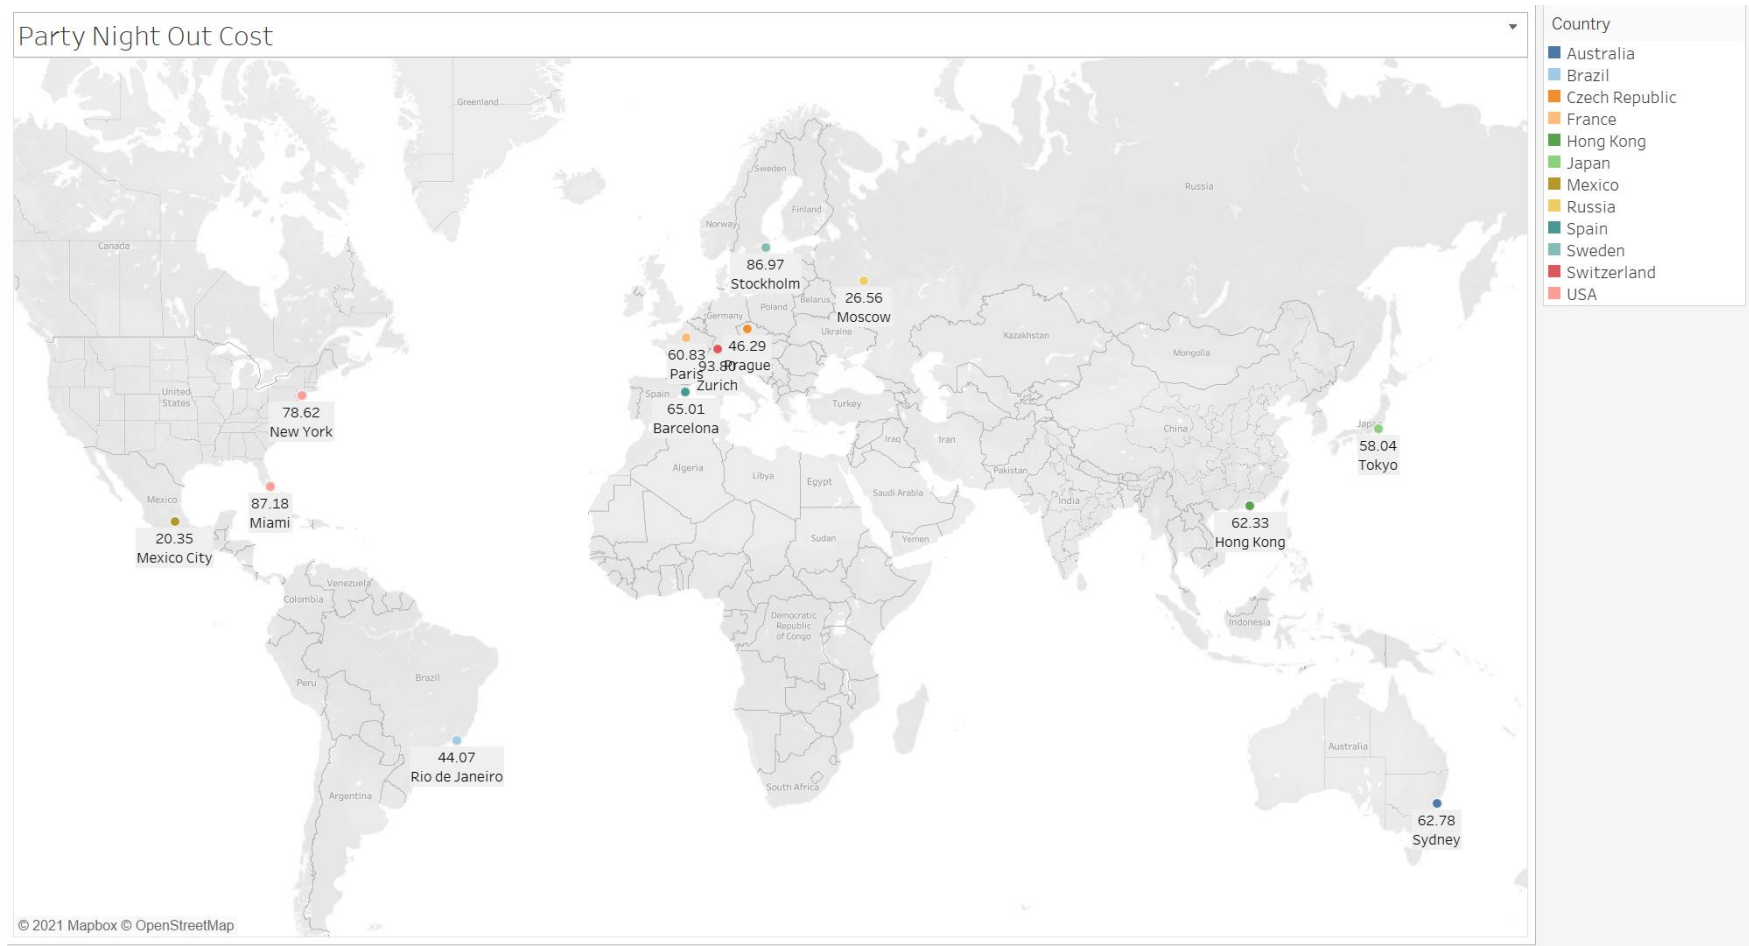 Party Night Out Cost
Greenland
Sweden
Russia
Finland
Norway
Canada
86.97
Stockholm
26.56
Moscow
Belarus
Poland
Germany
Ukraine
Kazakhstan
Mongolia
60.83
Paris
93.80
Zurich
46.29
Prague
United
States
Spain
65.01
Barcelona
Turkey
78.62
New York
Iraq
Iran
China
Japan
58.04
Tokyo
Algeria
Libya
Egypt
Pakistan
Saudi Arabia
India
Mexico
20.35
Mexico City
87.18
Miami
62.33
Hong Kong
Sudan
Yemen
Venezuela
Colombia
Democratic
Republic
of Congo
Indonesia
Peru
Brazil
44.07
Rio de Janeiro
Argentina
South Africa
Australia
62.78
Sydney
© 2021 Mapbox © OpenStreetMap
Country
Australia
Brazil
Czech Republic
France
Hong Kong
Japan
Mexico
Russia
Spain
Sweden
Switzerland
USA